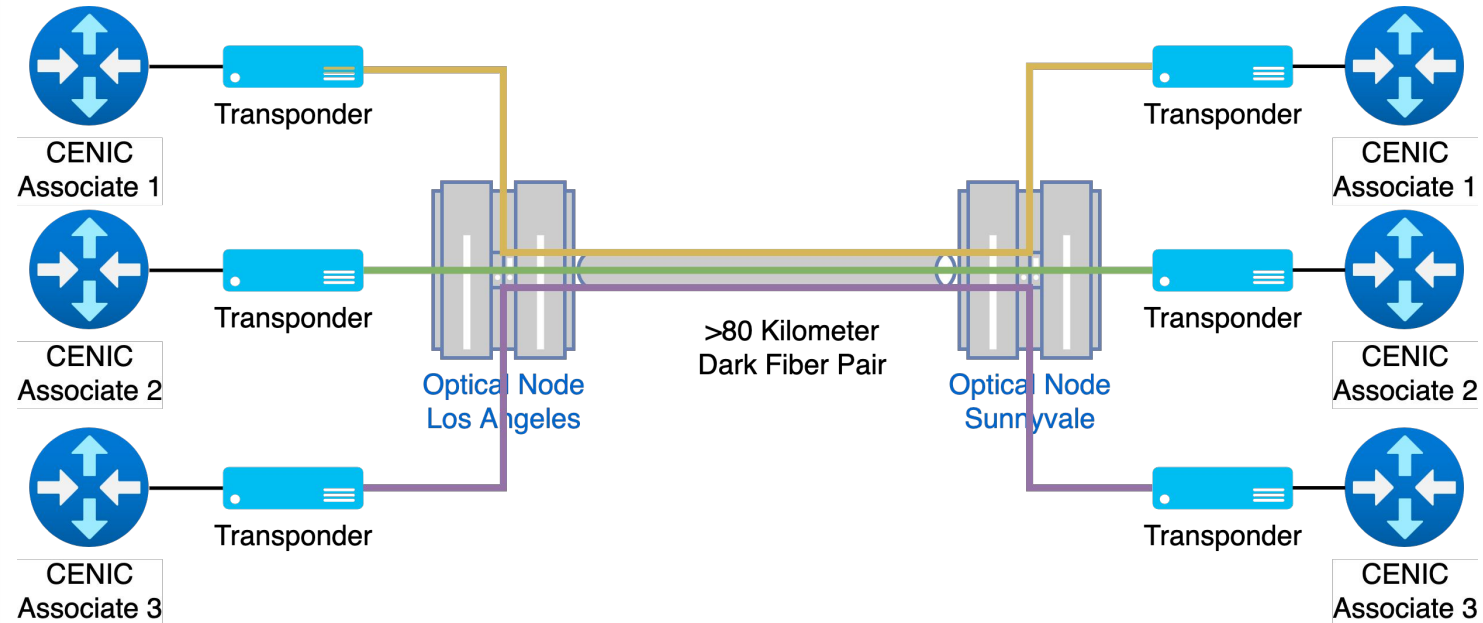 Transponder
Transponder
CENIC
Associate 1
CENIC
Associate 1
Transponder
Transponder
CENIC
Associate 2
>80 Kilometer
Dark Fiber Pair
CENIC
Associate 2
Optical Node
Los Angeles
Optical Node
Sunnyvale
Transponder
Transponder
CENIC
Associate 3
CENIC
Associate 3